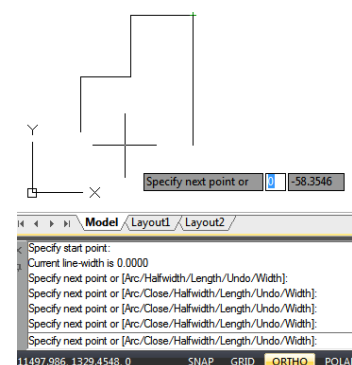 Y
X
Specify next point or 0 -58.3546
Model Layout1 Layout2
Specify start point:
Current line-width is 0.0000
Specify next point or [Arc/Halfwidth/Length/Undo/Width]:
Specify next point or [Arc/Close/Halfwidth/Length/Undo/Width]:
Specify next point or [Arc/Close/Halfwidth/Length/Undo/Width]:
Specify next point or [Arc/Close/Halfwidth/Length/Undo/Width]:
Specify next point or [Arc/Close/Halfwidth/Length/Undo/Width]:
11497.986, 1329.4548, 0 SNAP GRID ORTHO POLAR